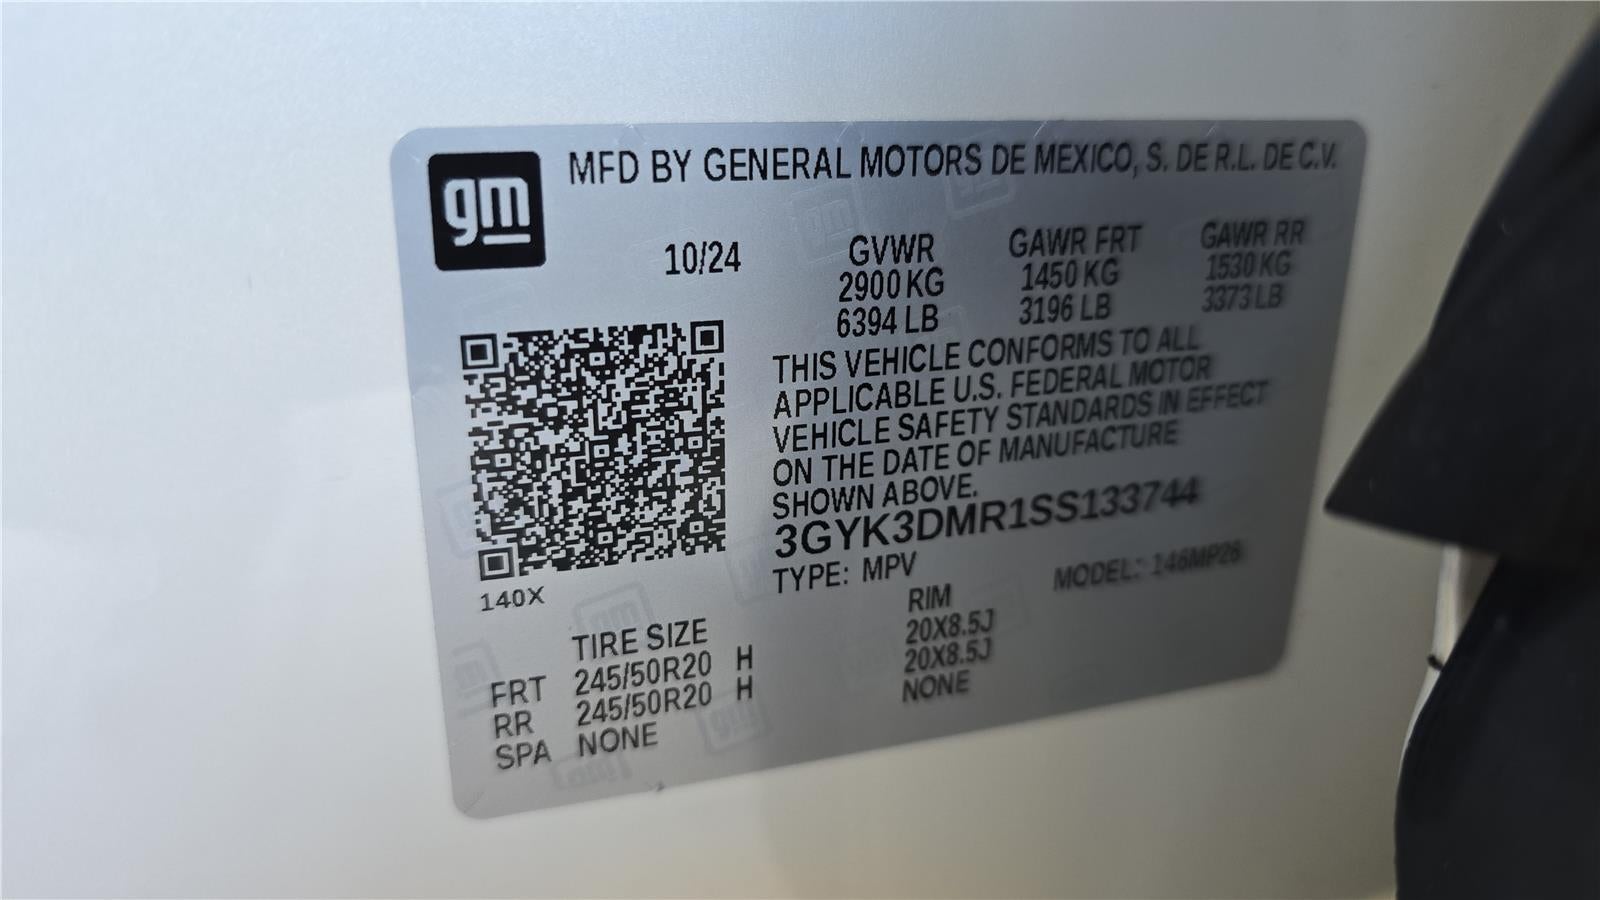 gm
MFD BY GENERAL MOTORS DE MEXICO, S. DE R.L. DE C.V.
10/24 GVWR GAWR FRT GAWR RR
2900 KG 1450 KG 1530 KG
6394 LB 3196 LB 3373 LB
THIS VEHICLE CONFORMS TO ALL
APPLICABLE U.S. FEDERAL MOTOR
VEHICLE SAFETY STANDARDS IN EFFECT
ON THE DATE OF MANUFACTURE
SHOWN ABOVE.
3GYK3DMR1SS133744
TYPE: MPV MODEL: 146MP26
140X
TIRE SIZE RIM
FRT 245/50R20 H 20X8.5J
RR 245/50R20 H 20X8.5J
SPA NONE NONE